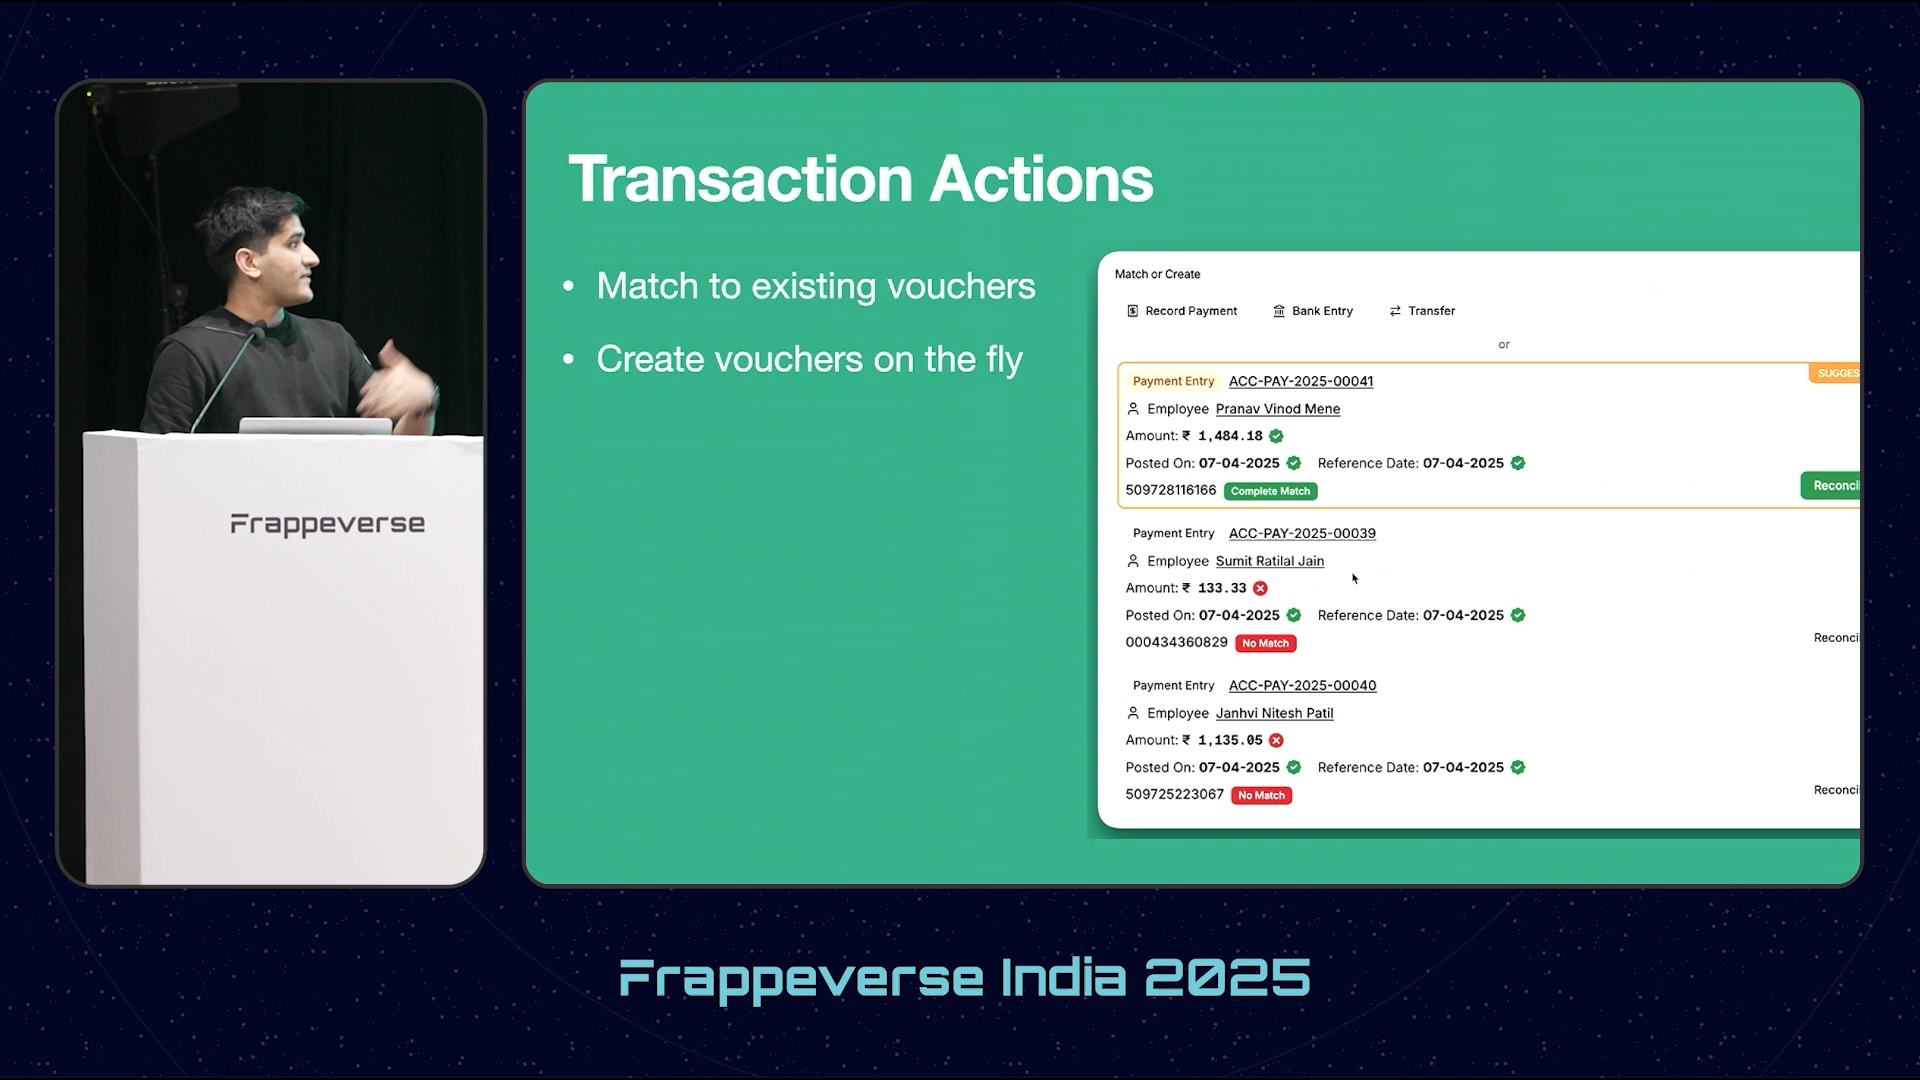 Transaction Actions
• Match to existing vouchers
• Create vouchers on the fly
Match or Create
Record Payment Bank Entry Transfer
or
Payment Entry ACC-PAY-2025-00041
SUGGES
Employee Pranav Vinod Mene
Amount: ₹ 1,484.18
Posted On: 07-04-2025 Reference Date: 07-04-2025
509728116166 Complete Match
Reconci
Payment Entry ACC-PAY-2025-00039
Employee Sumit Ratilal Jain
Amount: ₹ 133.33
Posted On: 07-04-2025 Reference Date: 07-04-2025
000434360829 No Match
Reconci
Payment Entry ACC-PAY-2025-00040
Employee Janhvi Nitesh Patil
Amount: ₹ 1,135.05
Posted On: 07-04-2025 Reference Date: 07-04-2025
509725223067 No Match
Reconci
Frappeverse
Frappeverse India 2025